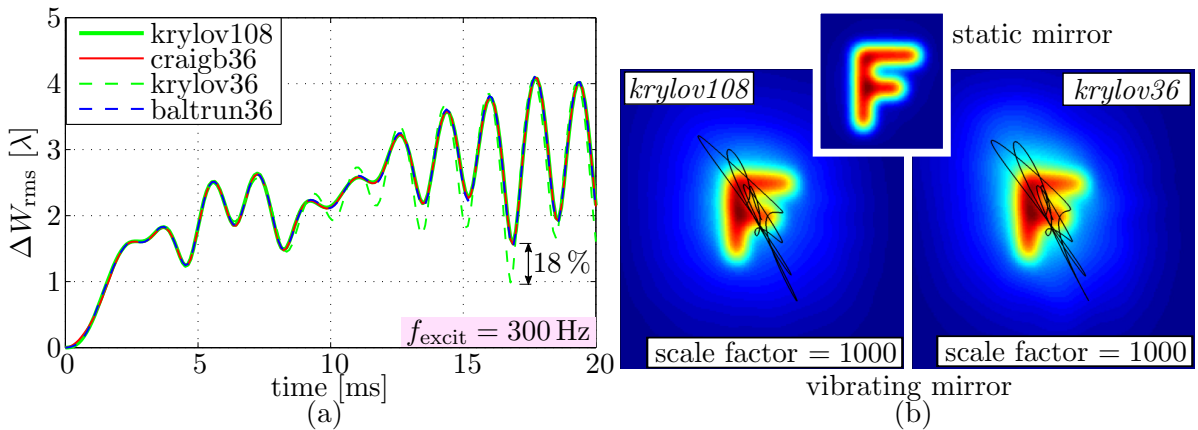 5
4
3
2
1
0
ΔW_rms [λ]
krylov108
craigb36
krylov36
baltrun36
18 %
f_excit = 300 Hz
0 5 10 15 20
time [ms]
(a)
static mirror
krylov108
krylov36
F
F
F
scale factor = 1000
scale factor = 1000
vibrating mirror
(b)